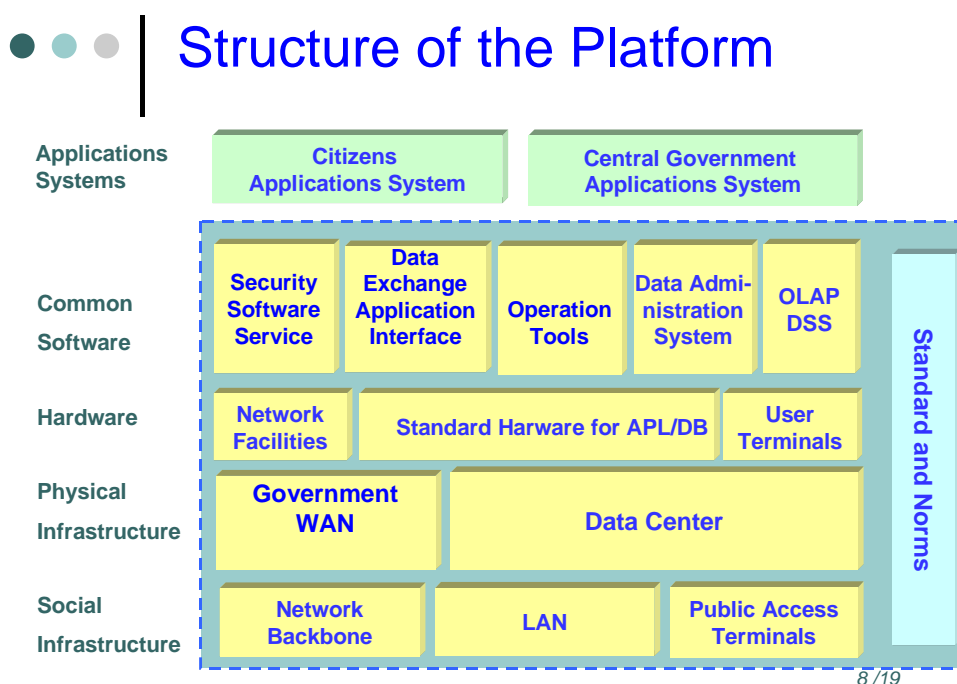 Structure of the Platform
Applications
Systems
Citizens
Applications System
Central Government
Applications System
Common
Software
Security
Software
Service
Data
Exchange
Application
Interface
Operation
Tools
Data Admi-
nistration
System
OLAP
DSS
Hardware
Network
Facilities
Standard Harware for APL/DB
User
Terminals
Physical
Infrastructure
Government
WAN
Data Center
Social
Infrastructure
Network
Backbone
LAN
Public Access
Terminals
Standard and Norms
8 /19